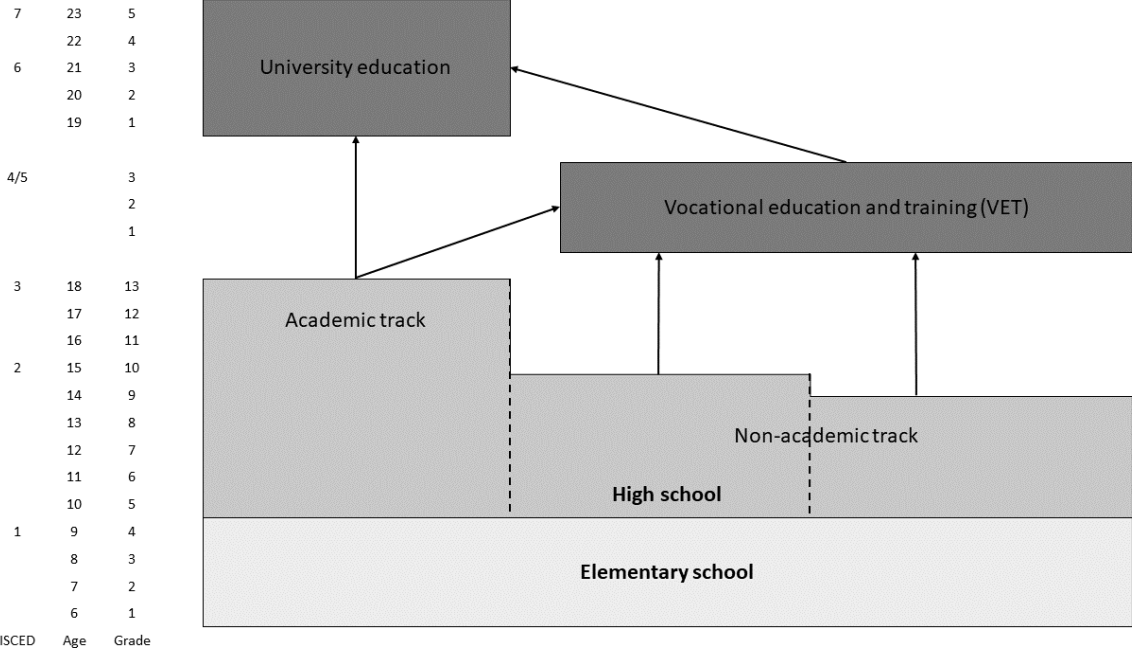 7 23 5
22 4
6 21 3
University education
20 2
19 1
4/5 3
2
Vocational education and training (VET)
1
3 18 13
17 12
Academic track
16 11
2 15 10
14 9
13 8
Non-academic track
12 7
11 6
High school
10 5
1 9 4
8 3
Elementary school
7 2
6 1
ISCED Age Grade